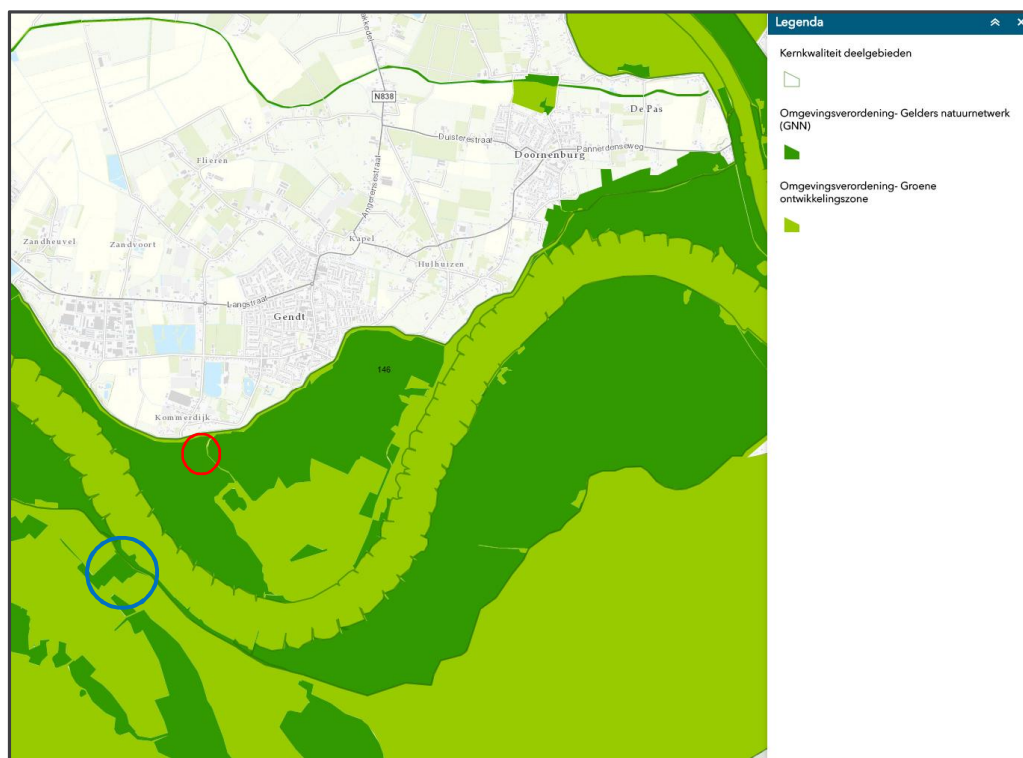 N838
De Pas
Duisterestraat
Pannerdenseweg
Doornenburg
Flieren
Angerensestraat
Zandheuvel
Zandvoort
Kapel
Hulhuizen
Langstraat
Gendt
146
Kommerdijk
Legenda
Kernkwaliteit deelgebieden
Omgevingsverordening- Gelders natuurnetwerk
(GNN)
Omgevingsverordening- Groene
ontwikkelingszone